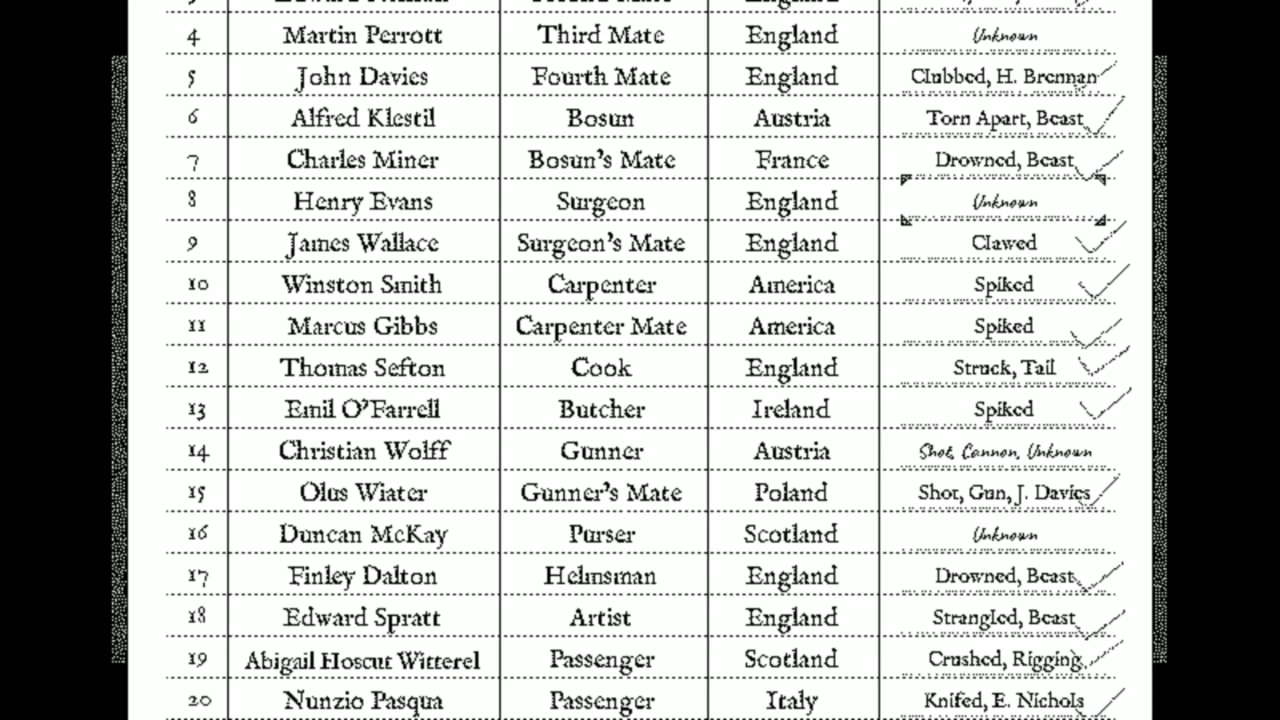 4 Martin Perrott Third Mate England Unknown
5 John Davies Fourth Mate England Clubbed, H. Brennan
6 Alfred Klestil Bosun Austria Torn Apart, Beast
7 Charles Miner Bosun's Mate France Drowned, Beast
8 Henry Evans Surgeon England Unknown
9 James Wallace Surgeon's Mate England Clawed
10 Winston Smith Carpenter America Spiked
11 Marcus Gibbs Carpenter Mate America Spiked
12 Thomas Sefton Cook England Struck, Tail
13 Emil O'Farrell Butcher Ireland Spiked
14 Christian Wolff Gunner Austria Shot, Cannon, Unknown
15 Olus Wiater Gunner's Mate Poland Shot, Gun, J. Davies
16 Duncan McKay Purser Scotland Unknown
17 Finley Dalton Helmsman England Drowned, Beast
18 Edward Spratt Artist England Strangled, Beast
19 Abigail Hoscut Witterel Passenger Scotland Crushed, Rigging
20 Nunzio Pasqua Passenger Italy Knifed, E. Nichols